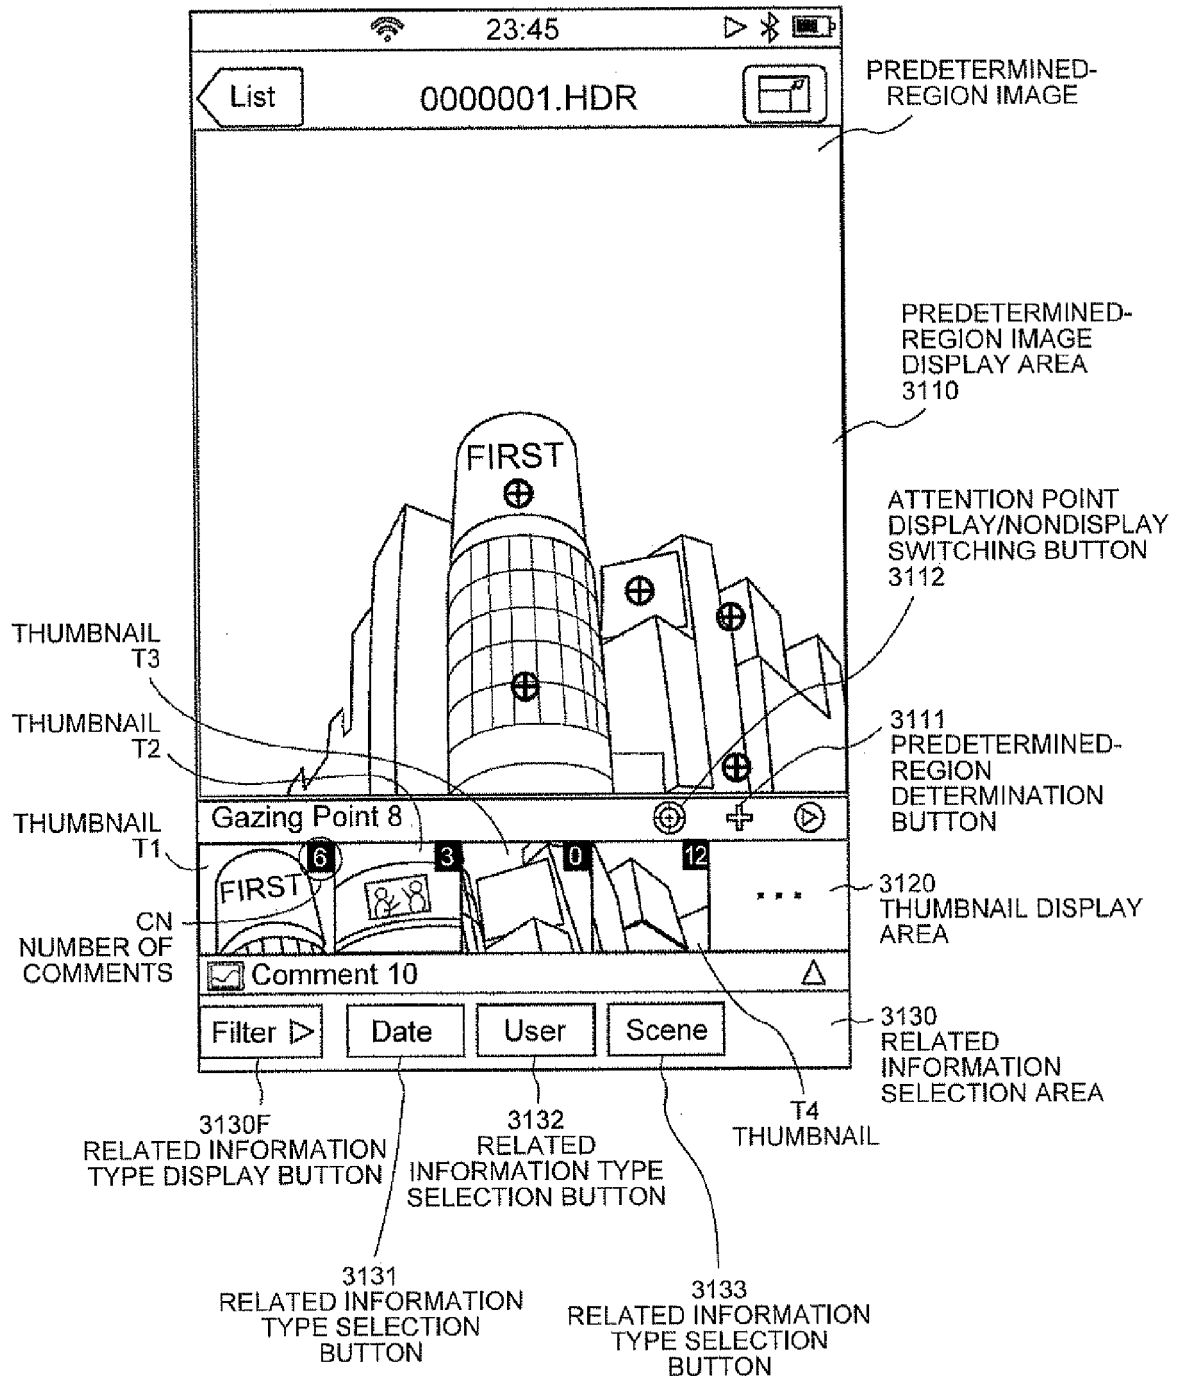 23:45
List
0000001.HDR
PREDETERMINED-
REGION IMAGE
PREDETERMINED-
REGION IMAGE
DISPLAY AREA
3110
FIRST
ATTENTION POINT
DISPLAY/NONDISPLAY
SWITCHING BUTTON
3112
THUMBNAIL
T3
THUMBNAIL
T2
3111
PREDETERMINED-
REGION
DETERMINATION
BUTTON
Gazing Point 8
THUMBNAIL
T1
6
3
0
12
FIRST
...
CN
NUMBER OF
COMMENTS
3120
THUMBNAIL DISPLAY
AREA
Comment 10
Filter
Date
User
Scene
3130
RELATED
INFORMATION
SELECTION AREA
T4
THUMBNAIL
3130F
RELATED INFORMATION
TYPE DISPLAY BUTTON
3132
RELATED
INFORMATION TYPE
SELECTION BUTTON
3131
RELATED INFORMATION
TYPE SELECTION
BUTTON
3133
RELATED INFORMATION
TYPE SELECTION
BUTTON